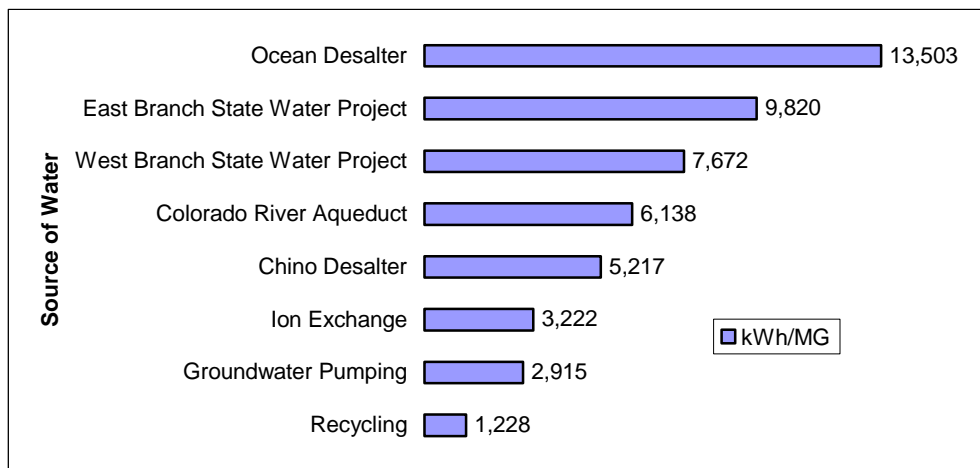 Source of Water
Ocean Desalter 13,503
East Branch State Water Project 9,820
West Branch State Water Project 7,672
Colorado River Aqueduct 6,138
Chino Desalter 5,217
Ion Exchange 3,222
kWh/MG
Groundwater Pumping 2,915
Recycling 1,228